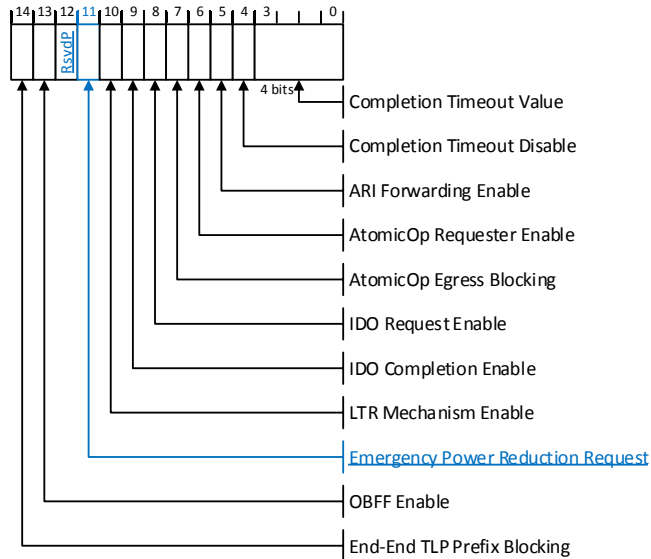 14 13 12 11 10 9 8 7 6 5 4 3 0
RsvdP
4 bits
Completion Timeout Value
Completion Timeout Disable
ARI Forwarding Enable
AtomicOp Requester Enable
AtomicOp Egress Blocking
IDO Request Enable
IDO Completion Enable
LTR Mechanism Enable
Emergency Power Reduction Request
OBFF Enable
End-End TLP Prefix Blocking